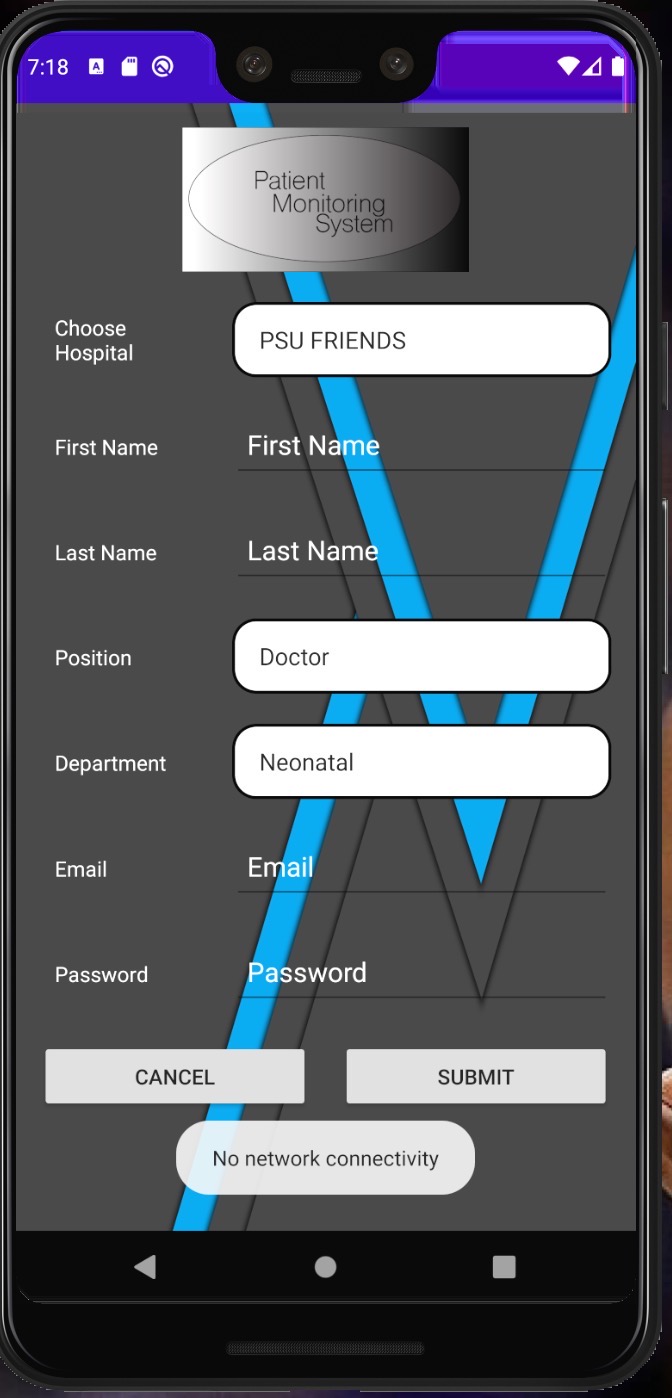 7:18
Patient
Monitoring
System
Choose
Hospital
PSU FRIENDS
First Name
First Name
Last Name
Last Name
Position
Doctor
Department
Neonatal
Email
Email
Password
Password
CANCEL
SUBMIT
No network connectivity